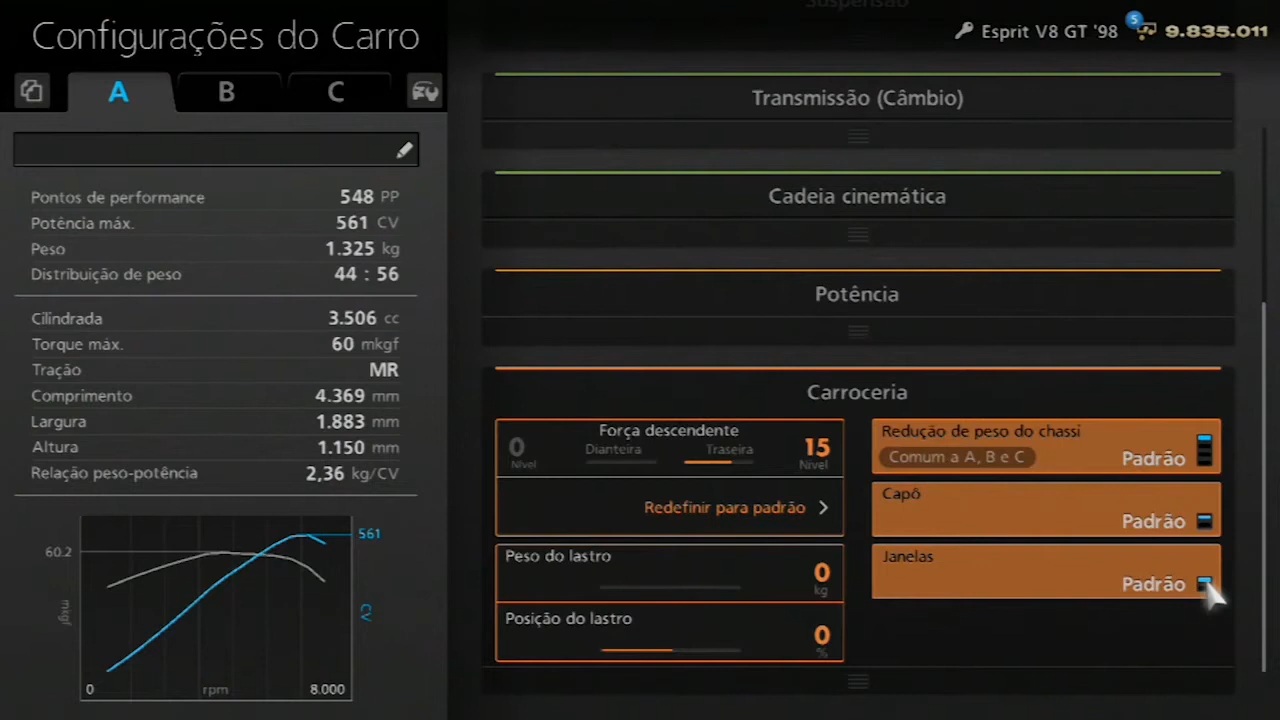 Suspensão
Configurações do Carro
Esprit V8 GT '98
5
9.835.011
A
B
C
Pontos de performance 548 PP
Potência máx. 561 CV
Peso 1.325 kg
Distribuição de peso 44 : 56
Cilindrada 3.506 cc
Torque máx. 60 mkgf
Tração MR
Comprimento 4.369 mm
Largura 1.883 mm
Altura 1.150 mm
Relação peso-potência 2,36 kg/CV
60.2
561
mkgf
CV
0 rpm 8.000
Transmissão (Câmbio)
Cadeia cinemática
Potência
Carroceria
Força descendente
0 Dianteira Traseira 15
Nível Nível
Redefinir para padrão
Peso do lastro
0
kg
Posição do lastro
0
%
Redução de peso do chassi
Comum a A, B e C Padrão
Capô
Padrão
Janelas
Padrão